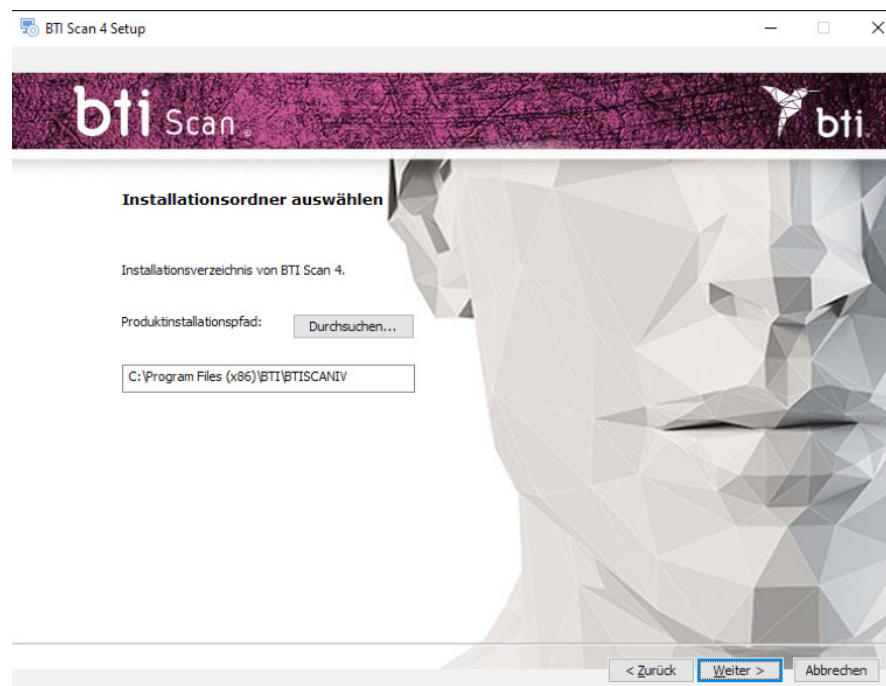 BTI Scan 4 Setup
bti Scan ®
bti
Installationsordner auswählen
Installationsverzeichnis von BTI Scan 4.
Produktinstallationspfad:
Durchsuchen...
C:\Program Files (x86)\BTI\BTISCANIV
< Zurück
Weiter >
Abbrechen